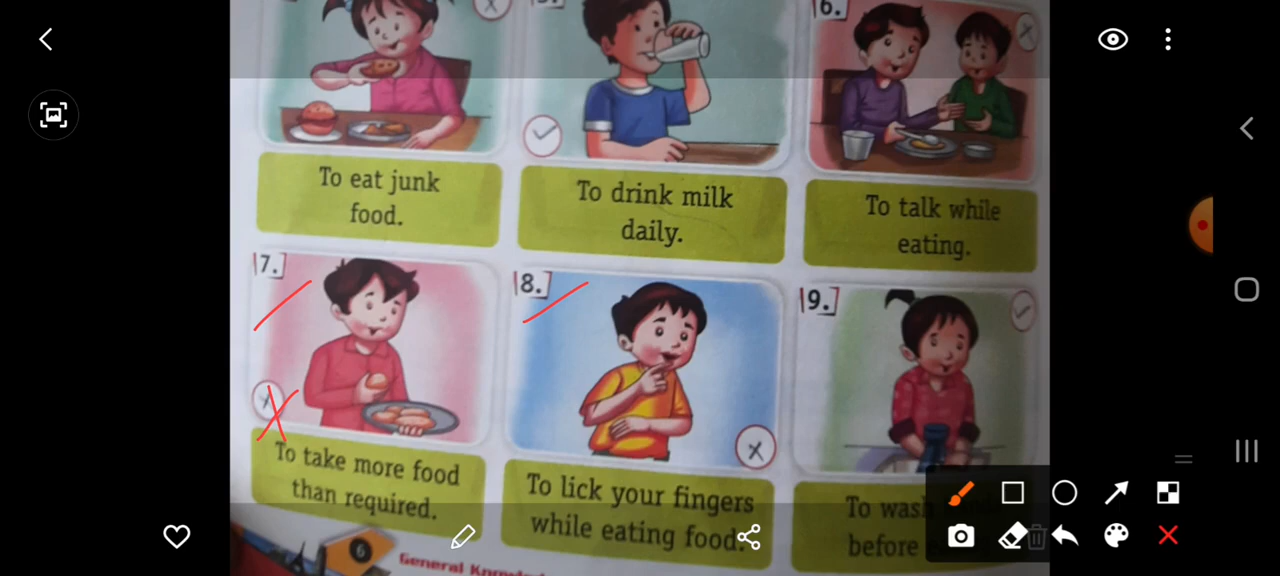 6.
To eat junk
food.
To drink milk
daily.
To talk while
eating.
7.
8.
9.
To take more food
than required.
To lick your fingers
while eating food.
To wash
before
6
General